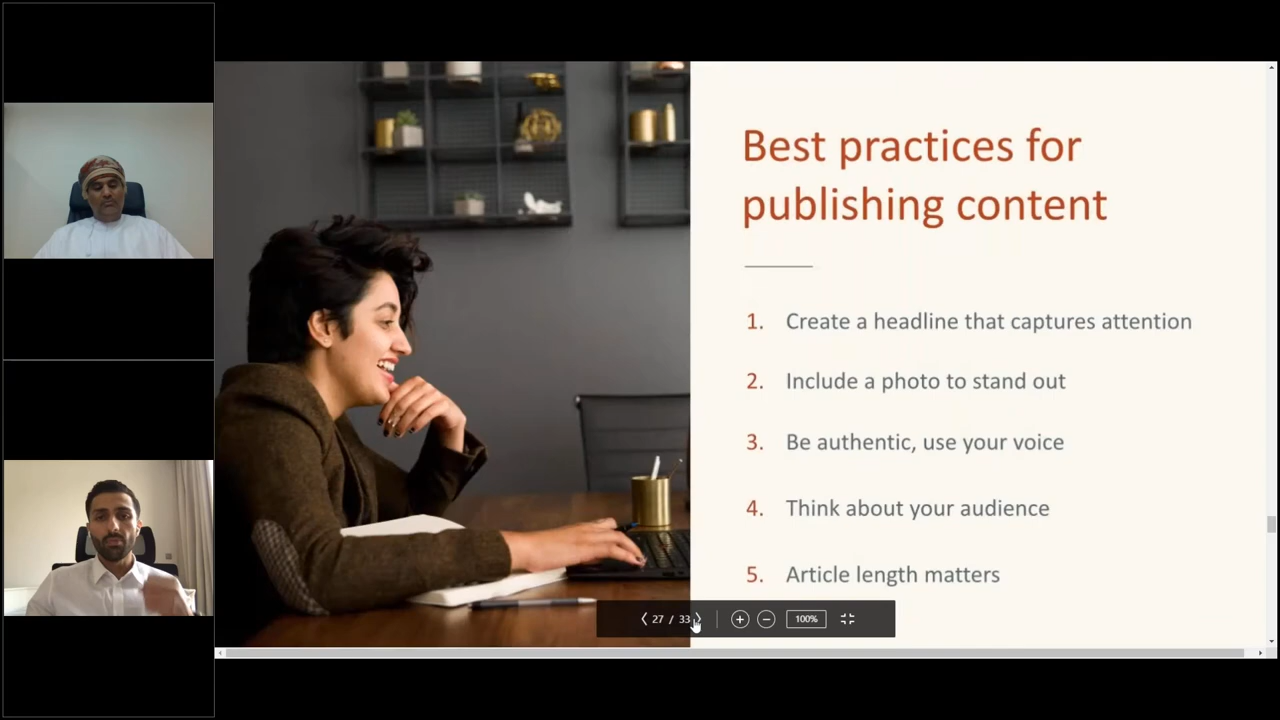 Best practices for
publishing content
1. Create a headline that captures attention
2. Include a photo to stand out
3. Be authentic, use your voice
4. Think about your audience
5. Article length matters
27 / 33
100%